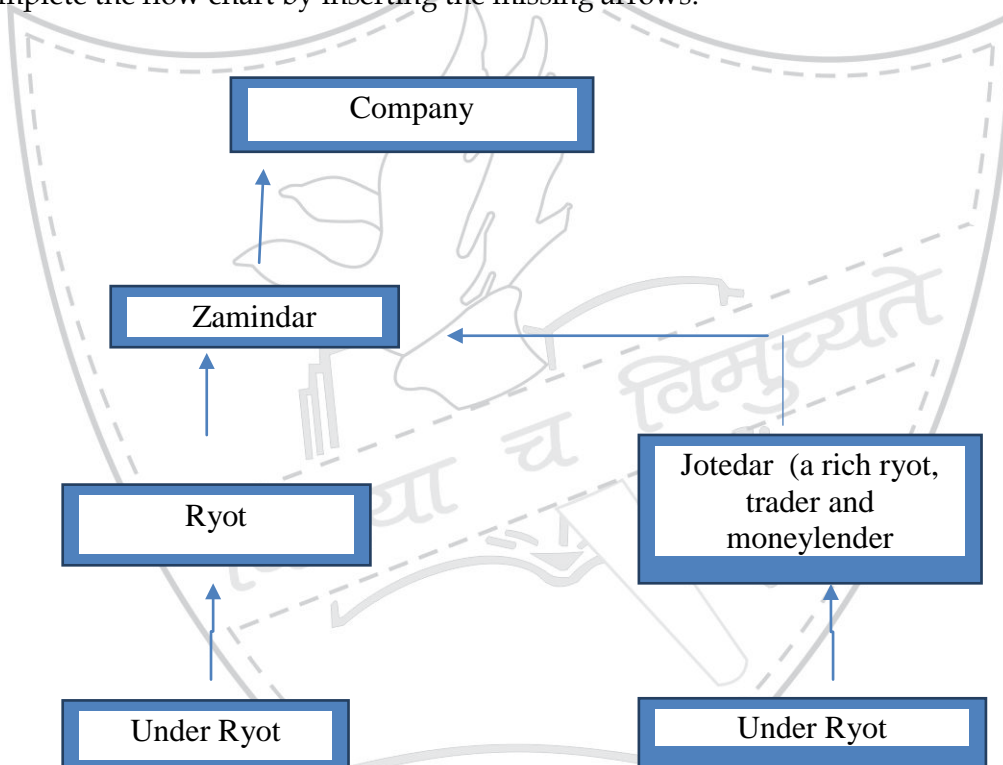 mplete the flow chart by inserting the missing arrows.
Company
Zamindar
Ryot
Jotedar (a rich ryot,
trader and
moneylender
Under Ryot
Under Ryot
या च विमुच्यते